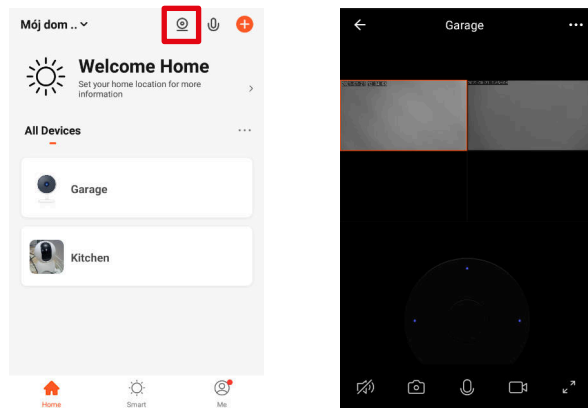 Mój dom ..
Welcome Home
Set your home location for more
information
All Devices
Garage
Kitchen
Home
Smart
Me
Garage